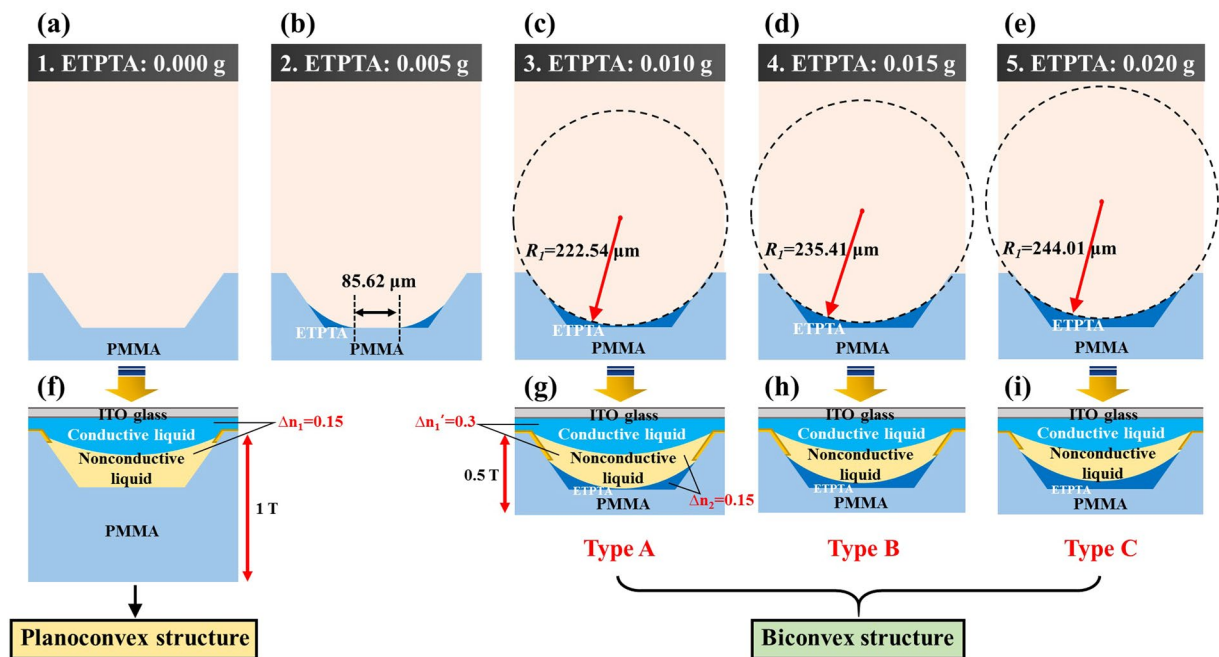 (a)
(b)
(c)
(d)
(e)
1. ETPTA: 0.000 g
2. ETPTA: 0.005 g
3. ETPTA: 0.010 g
4. ETPTA: 0.015 g
5. ETPTA: 0.020 g
R₁=222.54 µm
R₁=235.41 µm
R₁=244.01 µm
85.62 µm
ETPTA
ETPTA
ETPTA
ETPTA
PMMA
PMMA
PMMA
PMMA
PMMA
(f)
(g)
(h)
(i)
ITO glass
Conductive liquid
Nonconductive
liquid
PMMA
Δn₁=0.15
1 T
Δn₁′=0.3
0.5 T
ITO glass
Conductive liquid
Nonconductive
liquid
ETPTA
PMMA
Δn₂=0.15
ITO glass
Conductive liquid
Nonconductive
liquid
ETPTA
PMMA
ITO glass
Conductive liquid
Nonconductive
liquid
ETPTA
PMMA
Type A
Type B
Type C
Planoconvex structure
Biconvex structure